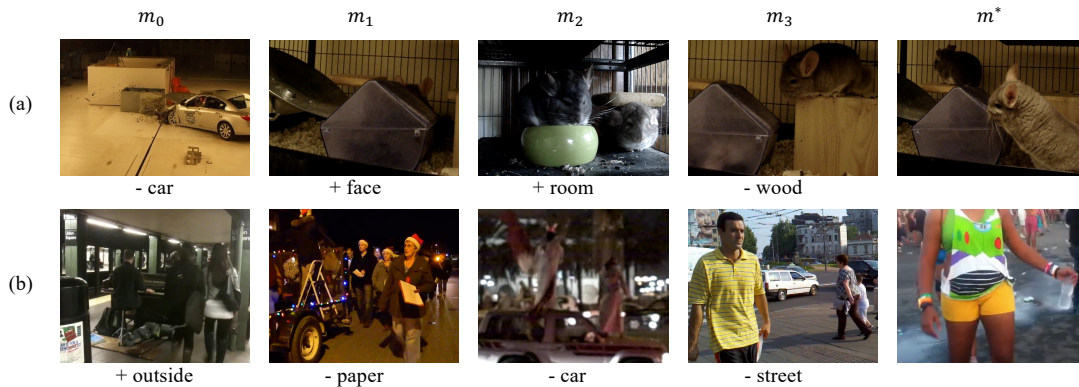 m₀ m₁ m₂ m₃ m*
(a)
- car + face + room - wood
(b)
+ outside - paper - car - street